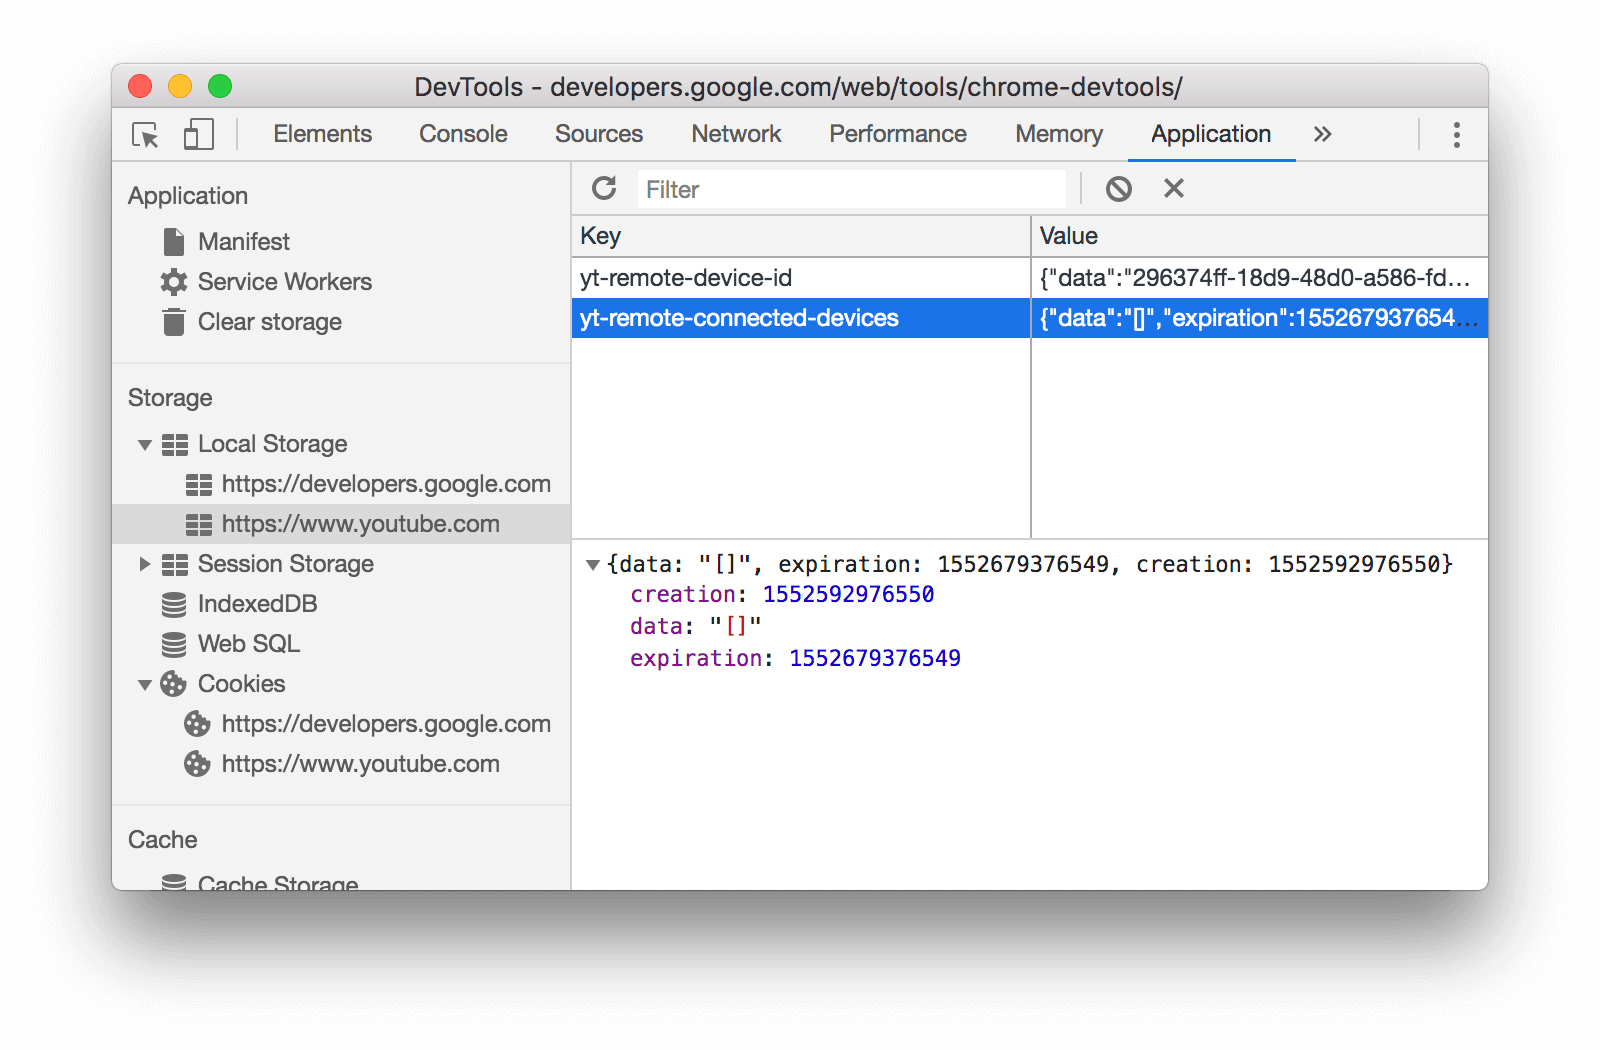 DevTools - developers.google.com/web/tools/chrome-devtools/
Elements Console Sources Network Performance Memory Application »
Application
Manifest
Service Workers
Clear storage
Storage
Local Storage
https://developers.google.com
https://www.youtube.com
Session Storage
IndexedDB
Web SQL
Cookies
https://developers.google.com
https://www.youtube.com
Cache
Cache Storage
Filter
Key Value
yt-remote-device-id {"data":"296374ff-18d9-48d0-a586-fd...
yt-remote-connected-devices {"data":"[]","expiration":155267937654...
{data: "[]", expiration: 1552679376549, creation: 1552592976550}
creation: 1552592976550
data: "[]"
expiration: 1552679376549